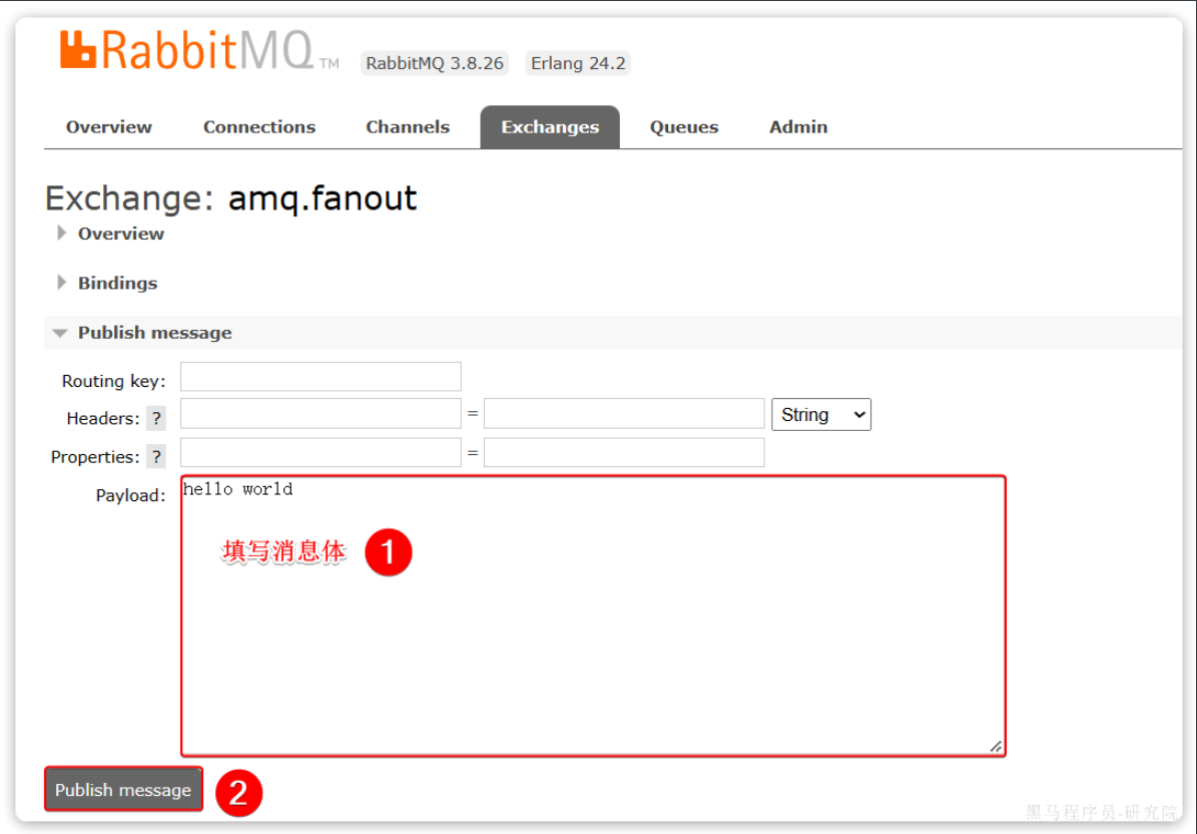 RabbitMQ TM RabbitMQ 3.8.26 Erlang 24.2
Overview Connections Channels Exchanges Queues Admin
Exchange: amq.fanout
Overview
Bindings
Publish message
Routing key:
Headers: ? = String
Properties: ? =
Payload: hello world
填写消息体 1
Publish message 2
黑马程序员-研究院